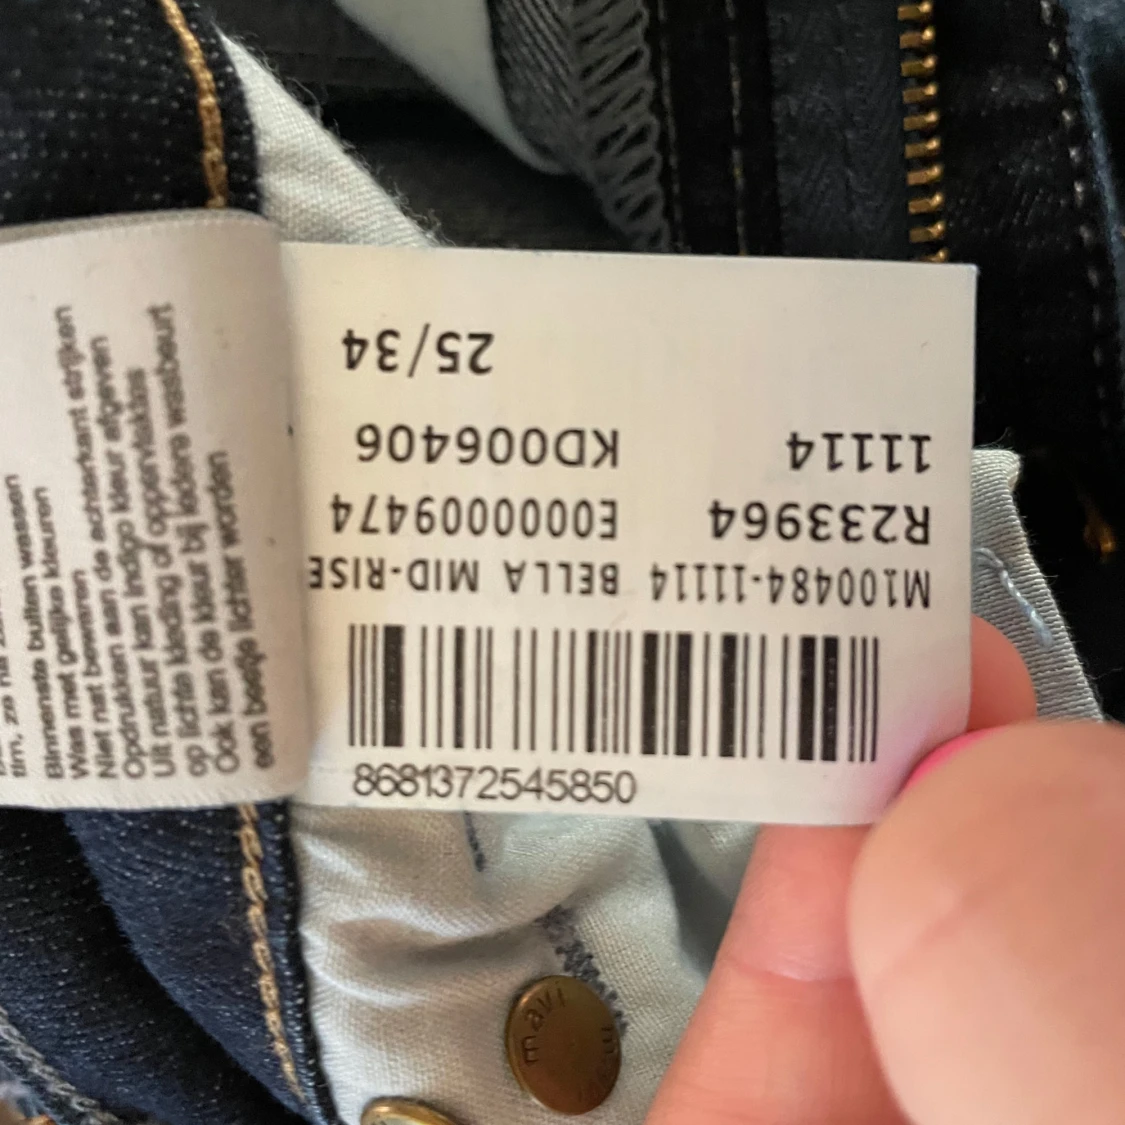 25/34
KD006406
11114
E000009474
R233964
M100484-11114 BELLA MID-RISE
8681372545850
Binnenste buiten wassen
Was met gelijke kleuren
Niet nat bewaren
Opdrukken aan de achterkant strijken
Uit natuur kan indigo kleur afgeven
op lichte kleding of oppervlaktes
Ook kan de kleur bij iedere wasbeurt
een beetje lichter worden
mavi